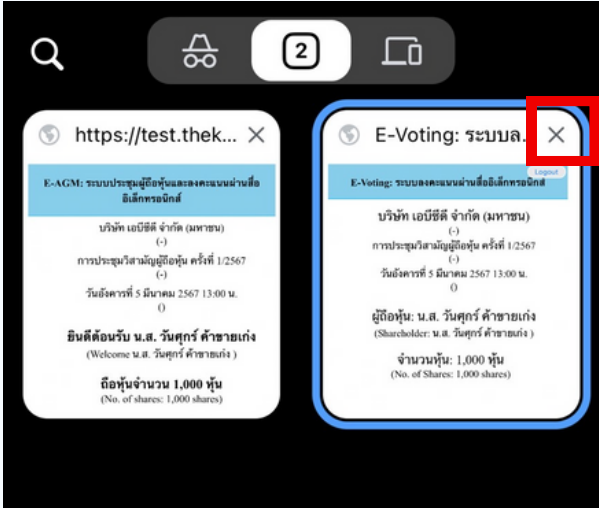 2
https://test.thek...
E-AGM: ระบบประชุมผู้ถือหุ้นและลงคะแนนผ่านสื่อ
อิเล็กทรอนิกส์
บริษัท เอบีซีดี จำกัด (มหาชน)
(-)
การประชุมวิสามัญผู้ถือหุ้น ครั้งที่ 1/2567
(-)
วันอังคารที่ 5 มีนาคม 2567 13:00 น.
()
ยินดีต้อนรับ น.ส. วันศุกร์ ค้าขายเก่ง
(Welcome น.ส. วันศุกร์ ค้าขายเก่ง )
ถือหุ้นจำนวน 1,000 หุ้น
(No. of shares: 1,000 shares)
E-Voting: ระบบล...
Logout
E-Voting: ระบบลงคะแนนผ่านสื่ออิเล็กทรอนิกส์
บริษัท เอบีซีดี จำกัด (มหาชน)
(-)
การประชุมวิสามัญผู้ถือหุ้น ครั้งที่ 1/2567
(-)
วันอังคารที่ 5 มีนาคม 2567 13:00 น.
()
ผู้ถือหุ้น: น.ส. วันศุกร์ ค้าขายเก่ง
(Shareholder: น.ส. วันศุกร์ ค้าขายเก่ง )
จำนวนหุ้น: 1,000 หุ้น
(No. of Shares: 1,000 shares)